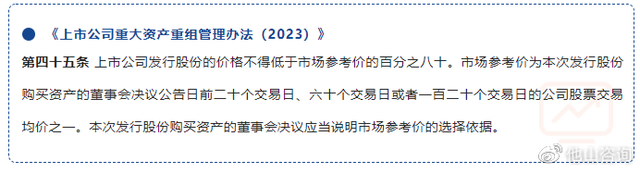 《上市公司重大资产重组管理办法（2023）》
第四十五条 上市公司发行股份的价格不得低于市场参考价的百分之八十。市场参考价为本次发行股份
购买资产的董事会决议公告日前二十个交易日、六十个交易日或者一百二十个交易日的公司股票交易
均价之一。本次发行股份购买资产的董事会决议应当说明市场参考价的选择依据。
@他山咨询